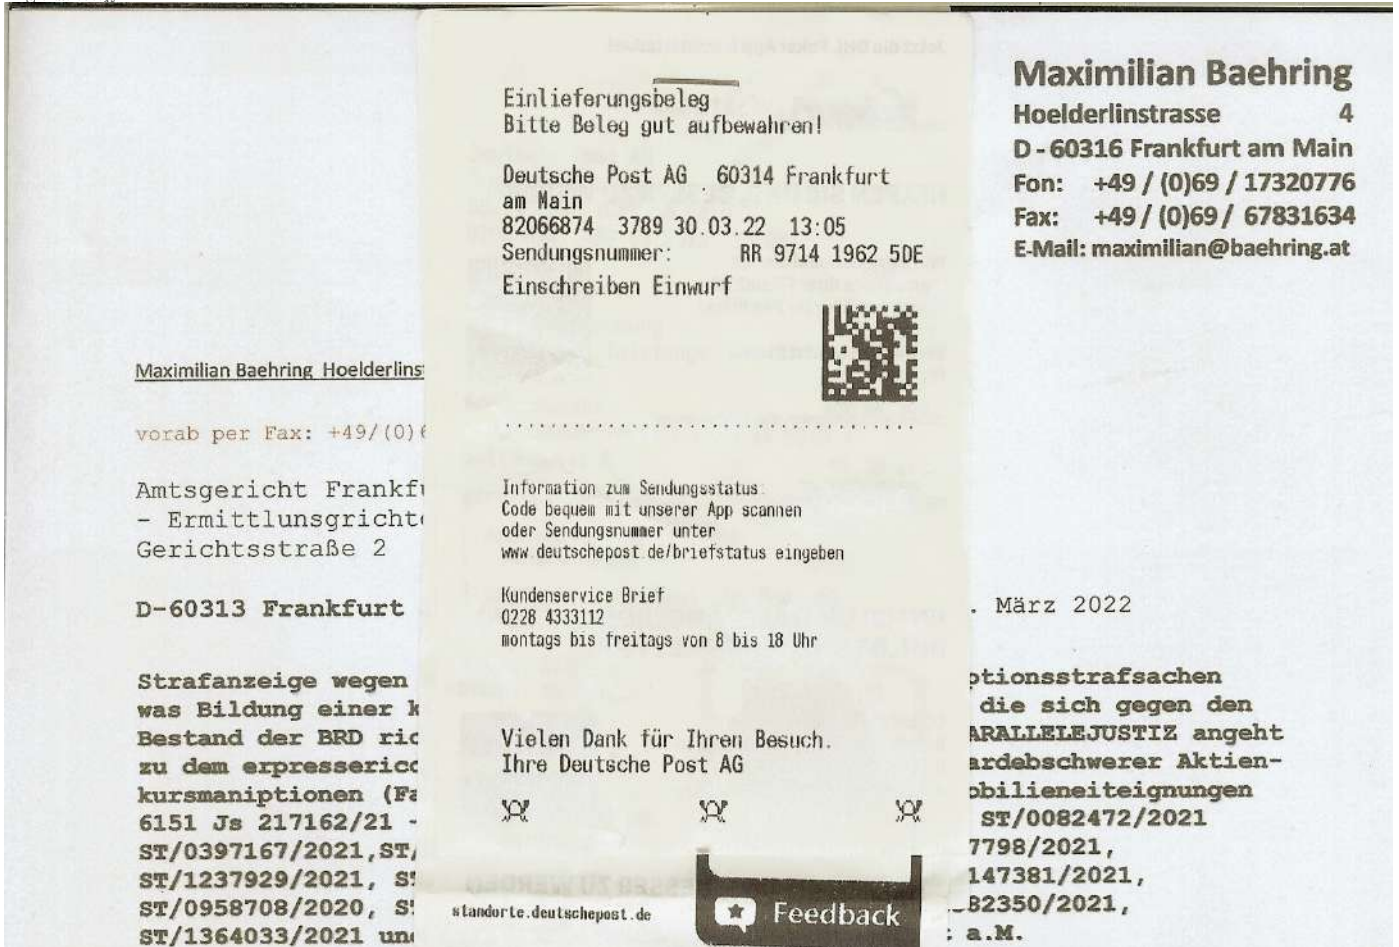 Maximilian Baehring
Hoelderlinstrasse 4
D - 60316 Frankfurt am Main
Fon: +49 / (0)69 / 17320776
Fax: +49 / (0)69 / 67831634
E-Mail: maximilian@baehring.at
Einlieferungsbeleg
Bitte Beleg gut aufbewahren!
Deutsche Post AG 60314 Frankfurt
am Main
82066874 3789 30.03.22 13:05
Sendungsnummer: RR 9714 1962 5DE
Einschreiben Einwurf
Information zum Sendungsstatus:
Code bequem mit unserer App scannen
oder Sendungsnummer unter
www.deutschepost.de/briefstatus eingeben
Kundenservice Brief
0228 4333112
montags bis freitags von 8 bis 18 Uhr
Vielen Dank für Ihren Besuch.
Ihre Deutsche Post AG
standorte.deutschepost.de
Feedback
Maximilian Baehring Hoelderlins
vorab per Fax: +49/(0)
Amtsgericht Frankf
- Ermittlunsgricht
Gerichtsstraße 2
D-60313 Frankfurt . März 2022
Strafanzeige wegen ptionsstrafsachen
was Bildung einer k die sich gegen den
Bestand der BRD ric ARALLELEJUSTIZ angeht
zu dem erpresseric ardebschwerer Aktien-
kursmaniptionen (Fa obilieneiteignungen
6151 Js 217162/21 - ST/0082472/2021
ST/0397167/2021,ST/ 7798/2021,
ST/1237929/2021, S 147381/2021,
ST/0958708/2020, S 82350/2021,
ST/1364033/2021 und a.M.